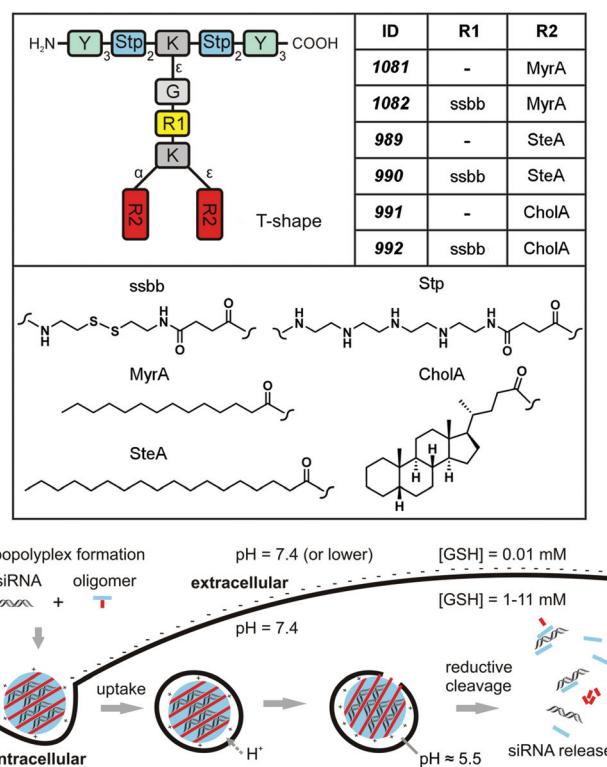 H₂N Y 3 Stp 2 K Stp 2 Y 3 COOH
ε
G
R1
K
α ε
R2 R2
T-shape
ID R1 R2
1081 - MyrA
1082 ssbb MyrA
989 - SteA
990 ssbb SteA
991 - CholA
992 ssbb CholA
ssbb Stp
N H S S H N O O
N H H N N H H N N H H N O O
MyrA CholA
O
O
SteA
O
H H H H
opolyplex formation pH = 7.4 (or lower) [GSH] = 0.01 mM
siRNA oligomer extracellular
+ [GSH] = 1-11 mM
pH = 7.4
uptake reductive
cleavage
H⁺
ntracellular pH ≈ 5.5 siRNA release